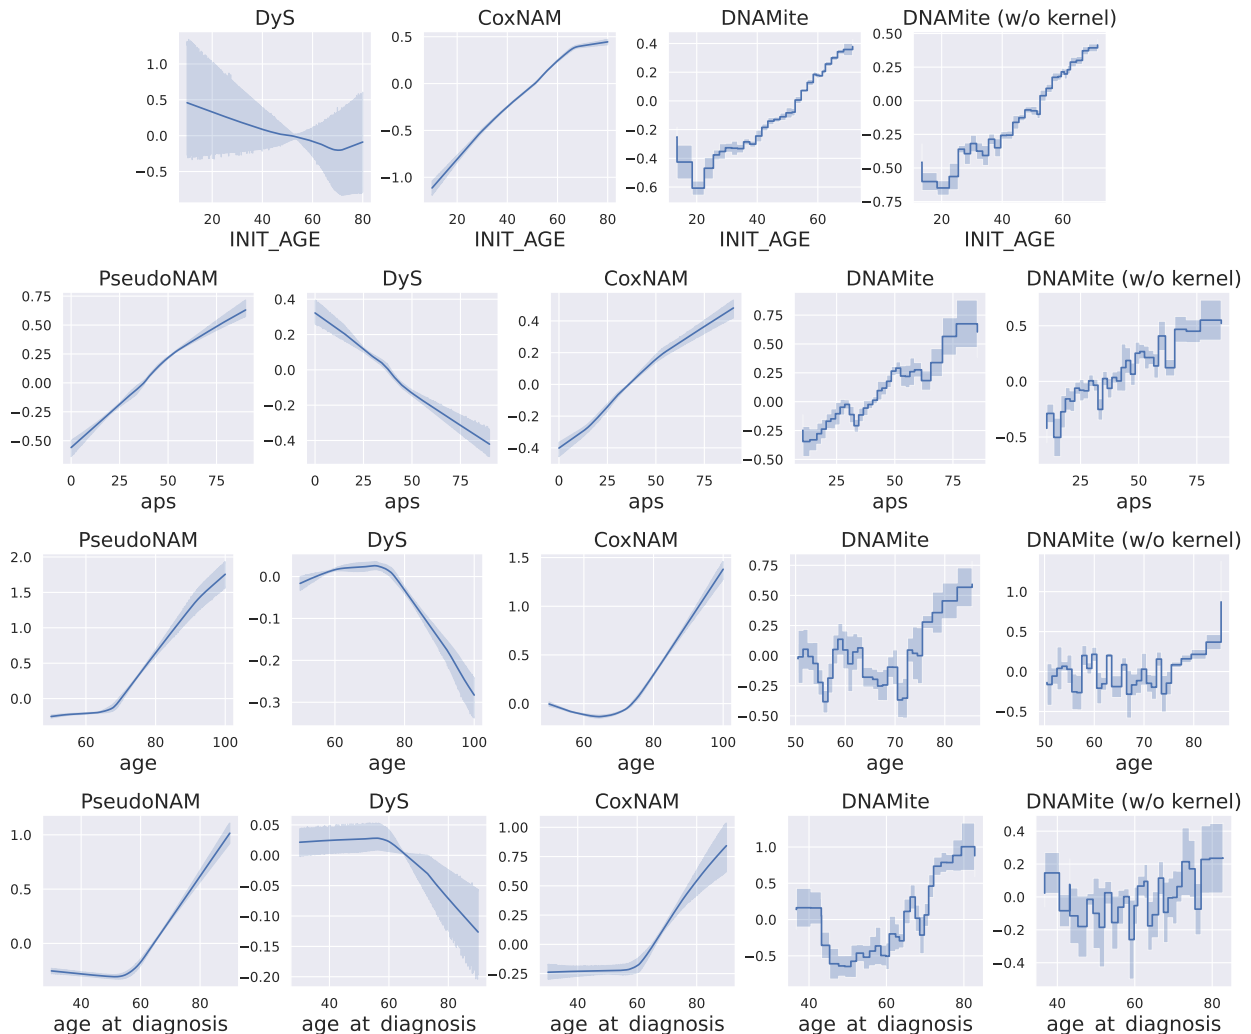 DyS CoxNAM DNAMite DNAMite (w/o kernel)
1.0 0.5 0.0 −0.5
0.5 0.0 −0.5 −1.0
0.4 0.2 0.0 −0.2 −0.4 −0.6
0.50 0.25 0.00 −0.25 −0.50 −0.75
20 40 60 80 20 40 60 80 20 40 60 20 40 60
INIT_AGE INIT_AGE INIT_AGE INIT_AGE
PseudoNAM DyS CoxNAM DNAMite DNAMite (w/o kernel)
0.75 0.50 0.25 0.00 −0.25 −0.50
0.4 0.2 0.0 −0.2 −0.4
0.4 0.2 0.0 −0.2 −0.4
0.75 0.50 0.25 0.00 −0.25 −0.50
0.5 0.0 −0.5
0 25 50 75 0 25 50 75 0 25 50 75 25 50 75 25 50 75
aps aps aps aps aps
PseudoNAM DyS CoxNAM DNAMite DNAMite (w/o kernel)
2.0 1.5 1.0 0.5 0.0
0.0 −0.1 −0.2 −0.3
1.5 1.0 0.5 0.0
0.75 0.50 0.25 0.00 −0.25 −0.50
1.0 0.5 0.0 −0.5
60 80 100 60 80 100 60 80 100 50 60 70 80 50 60 70 80
age age age age age
PseudoNAM DyS CoxNAM DNAMite DNAMite (w/o kernel)
1.0 0.5 0.0
0.05 0.00 −0.05 −0.10 −0.15 −0.20
1.00 0.75 0.50 0.25 0.00 −0.25
1.0 0.5 0.0 −0.5
0.4 0.2 0.0 −0.2 −0.4
40 60 80 40 60 80 40 60 80 40 50 60 70 80 40 50 60 70 80
age_at_diagnosis age_at_diagnosis age_at_diagnosis age_at_diagnosis age_at_diagnosis